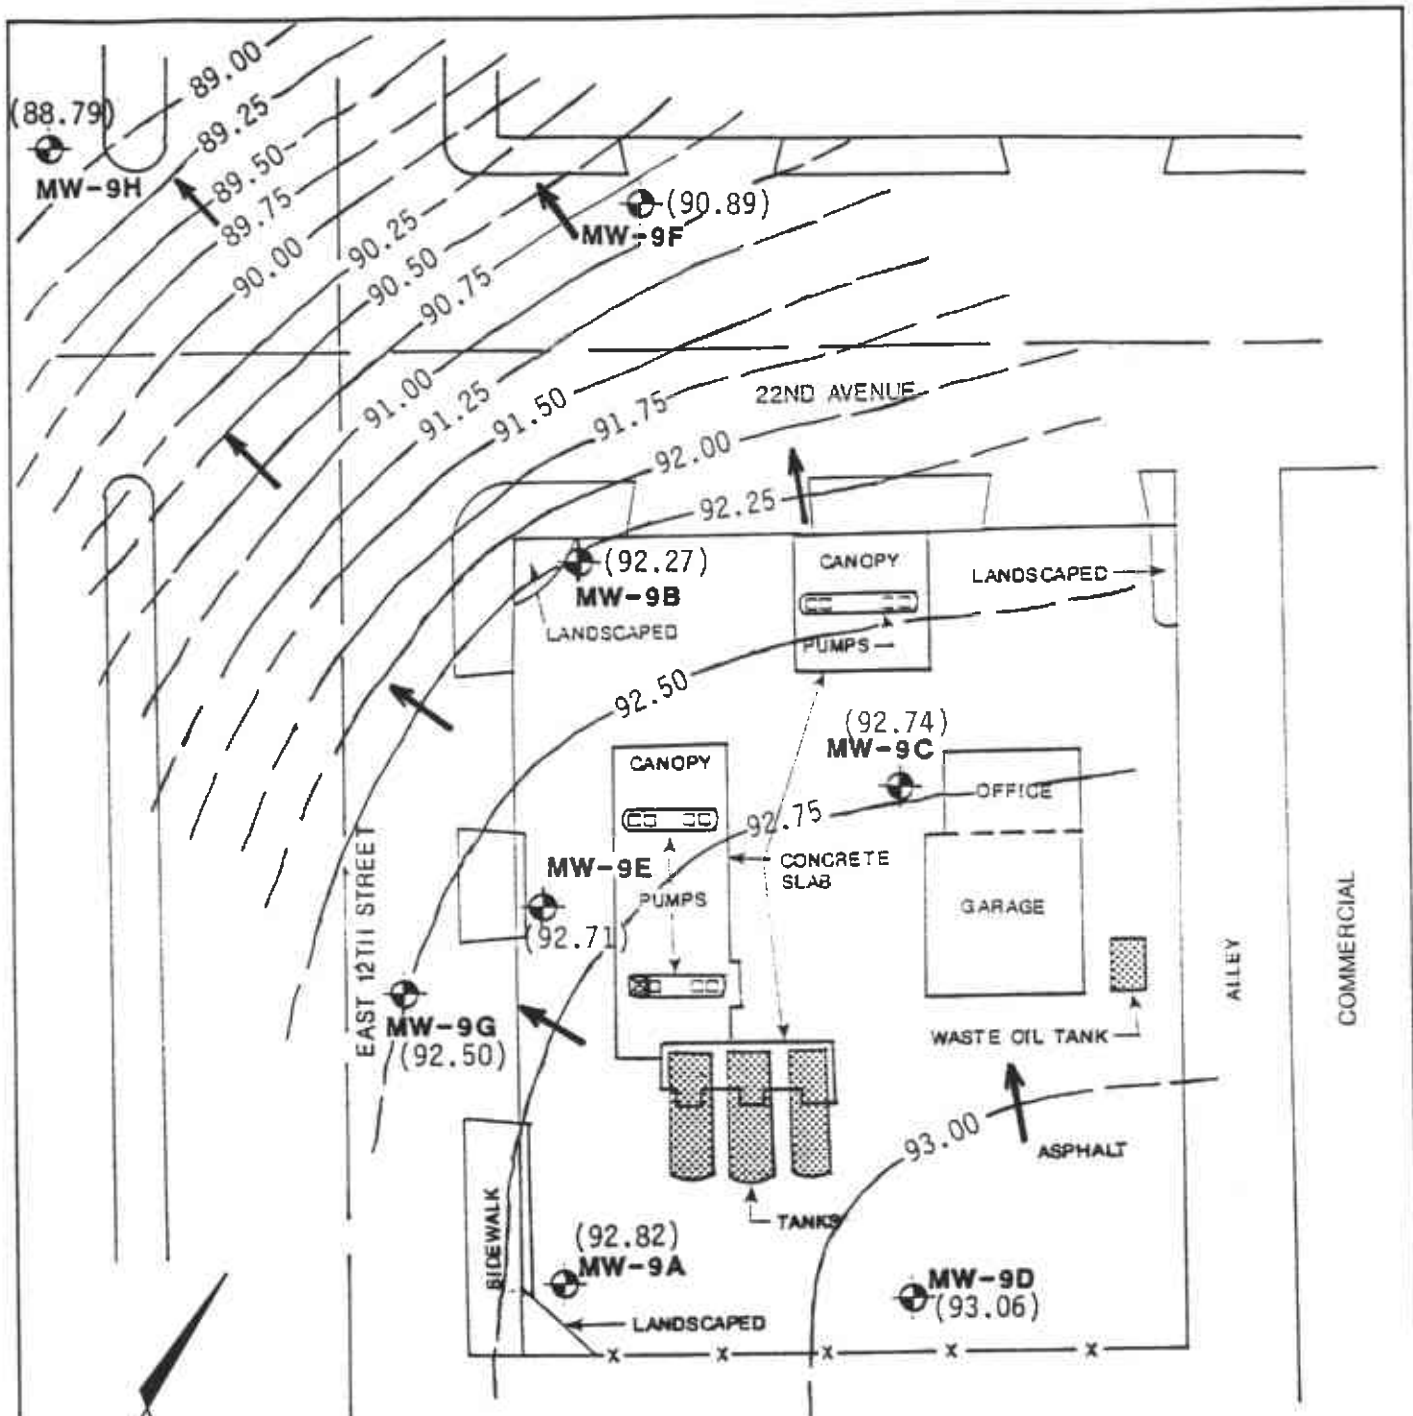 89.00
(88.79)
89.25
MW-9H
89.50
89.75
(90.89)
MW-9F
90.00
90.25
90.50
90.75
91.00
91.25
91.50
91.75
22ND AVENUE
92.00
92.25
(92.27)
MW-9B
CANOPY
LANDSCAPED
LANDSCAPED
PUMPS
92.50
(92.74)
MW-9C
CANOPY
OFFICE
92.75
MW-9E
CONCRETE
SLAB
PUMPS
GARAGE
(92.71)
EAST 12TH STREET
ALLEY
COMMERCIAL
MW-9G
(92.50)
WASTE OIL TANK
93.00
ASPHALT
TANKS
SIDEWALK
(92.82)
MW-9A
MW-9D
(93.06)
LANDSCAPED
x x x x x